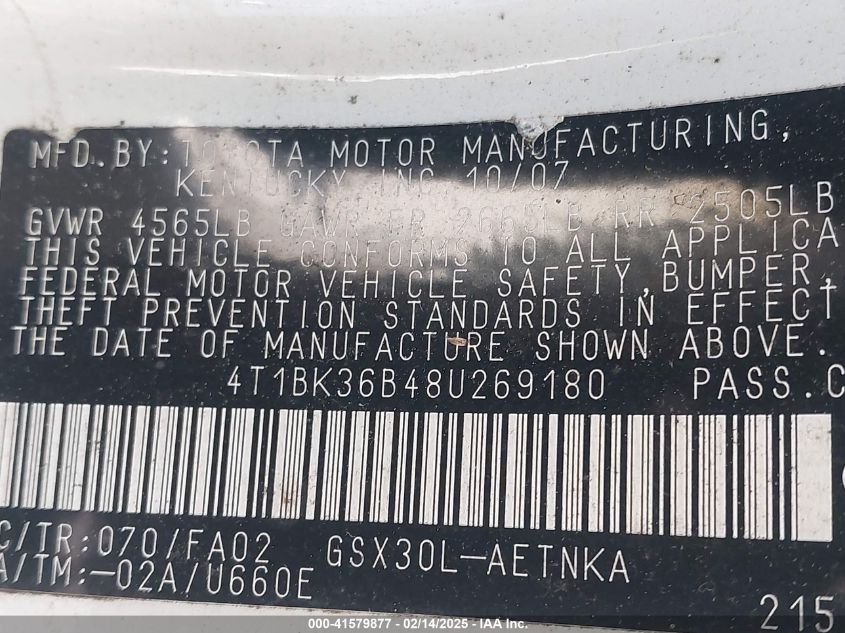 MFD.BY: TOYOTA MOTOR MANUFACTURING,
KENTUCKY, INC. 10/07
GVWR 4565LB GAWR FR 2665LB RR 2505LB
THIS VEHICLE CONFORMS TO ALL APPLICA
FEDERAL MOTOR VEHICLE SAFETY,BUMPER,
THEFT PREVENTION STANDARDS IN EFFECT
THE DATE OF MANUFACTURE SHOWN ABOVE.
4T1BK36B48U269180 PASS.C
C/TR:070/FA02 GSX30L-AETNKA
A/TM:-02A/U660E
215
000-41579877 - 02/14/2025 - IAA Inc.